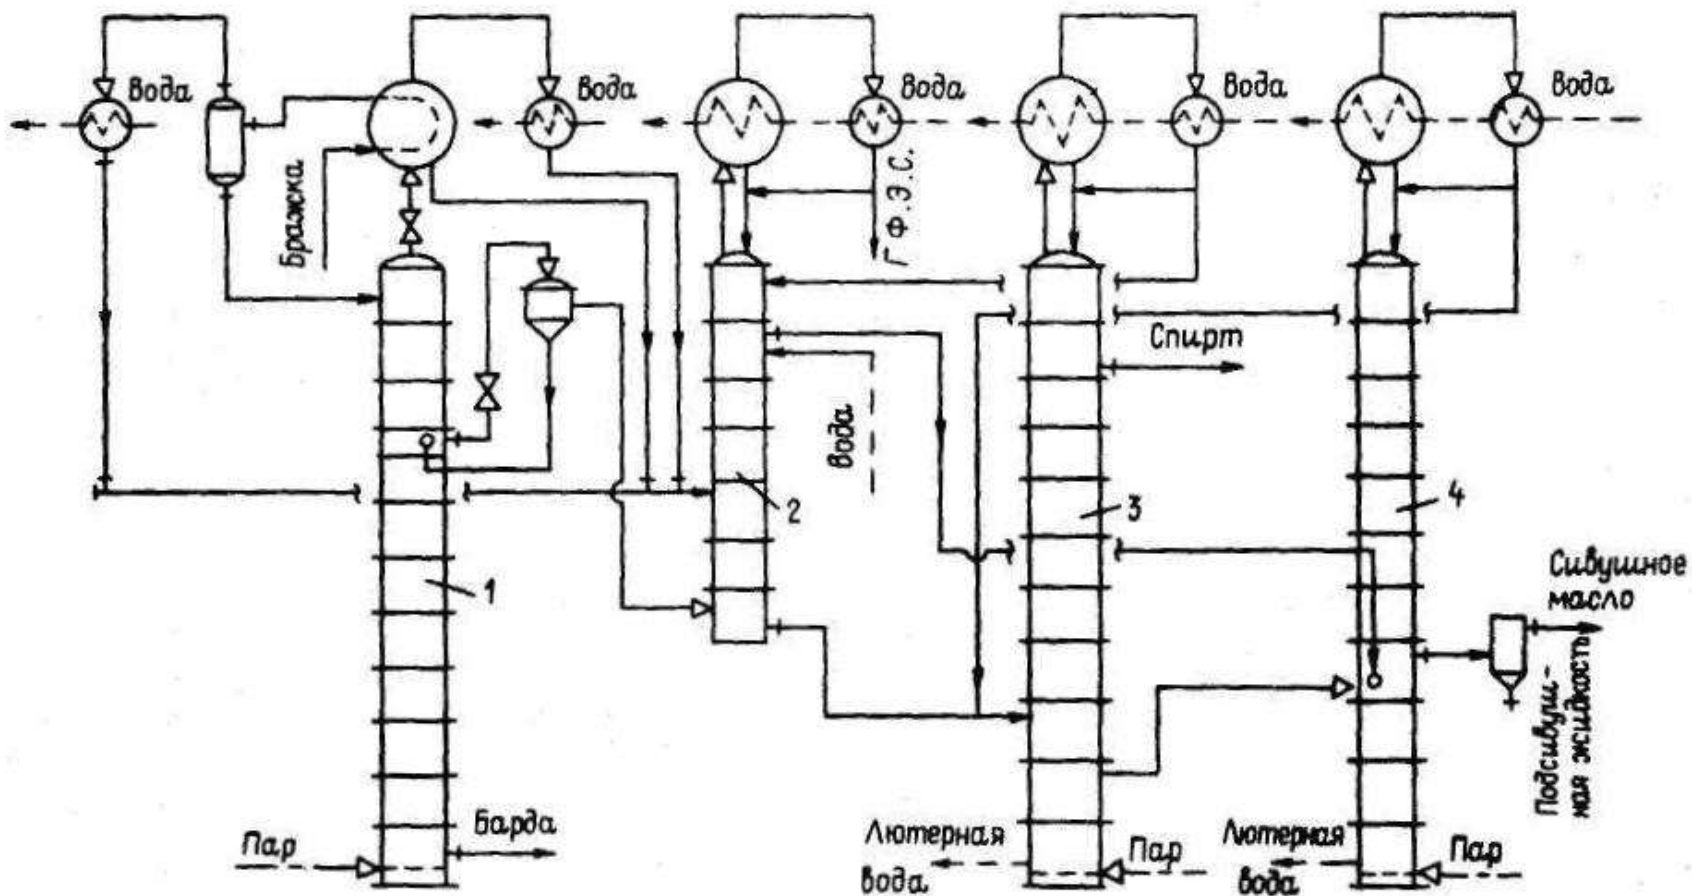 Вода
Вода
Вода
Вода
Вода
Бражка
Г Ф.Э.С.
Спирт
Вода
2
3
4
1
Сивушное
масло
Подсивуш-
ная жидкость
Барда
Пар
Лютерная
вода
Пар
Лютерная
вода
Пар